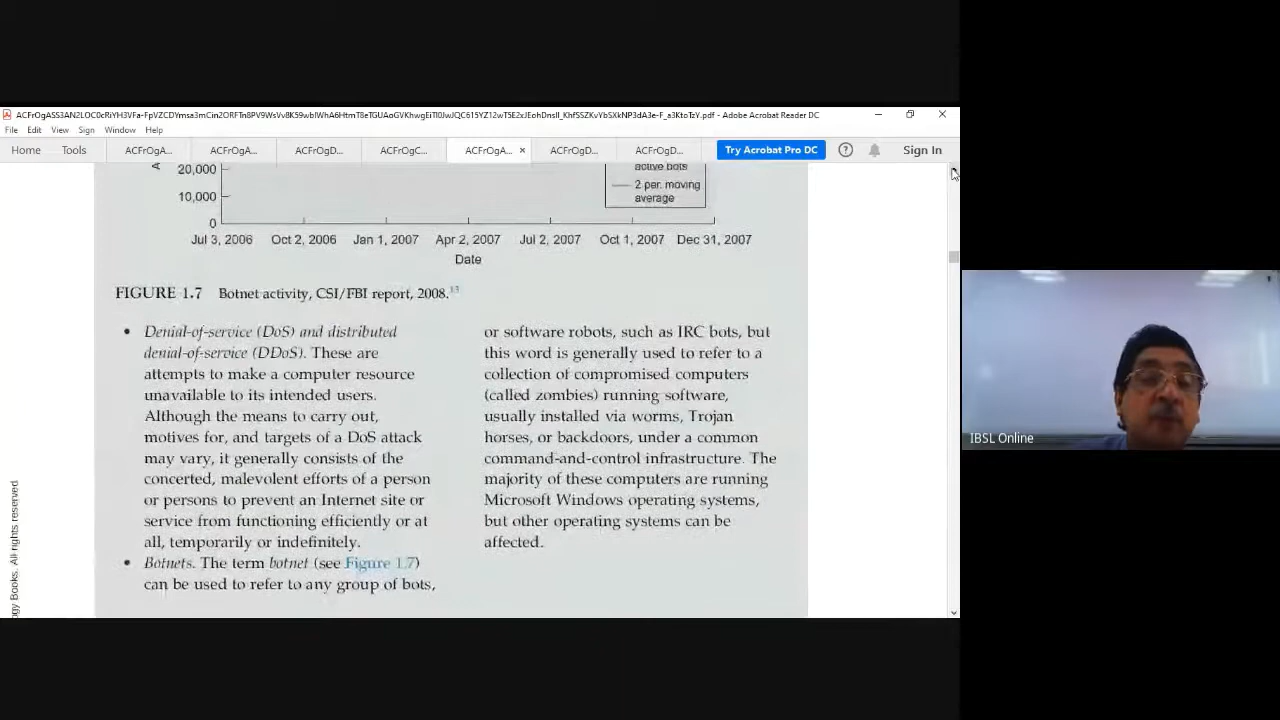 File Edit View Sign Window Help
Home Tools ACFrOgA... ACFrOgA... ACFrOgD... ACFrOgC... ACFrOgA... × ACFrOgD... ACFrOgD... Try Acrobat Pro DC Sign In
20,000
10,000
0
active bots
2 per. moving
average
Jul 3, 2006 Oct 2, 2006 Jan 1, 2007 Apr 2, 2007 Jul 2, 2007 Oct 1, 2007 Dec 31, 2007
Date
FIGURE 1.7 Botnet activity, CSI/FBI report, 2008.13
• Denial-of-service (DoS) and distributed
denial-of-service (DDoS). These are
attempts to make a computer resource
unavailable to its intended users.
Although the means to carry out,
motives for, and targets of a DoS attack
may vary, it generally consists of the
concerted, malevolent efforts of a person
or persons to prevent an Internet site or
service from functioning efficiently or at
all, temporarily or indefinitely.
• Botnets. The term botnet (see Figure 1.7)
can be used to refer to any group of bots,
or software robots, such as IRC bots, but
this word is generally used to refer to a
collection of compromised computers
(called zombies) running software,
usually installed via worms, Trojan
horses, or backdoors, under a common
command-and-control infrastructure. The
majority of these computers are running
Microsoft Windows operating systems,
but other operating systems can be
affected.
ogy Books. All rights reserved.
IBSL Online